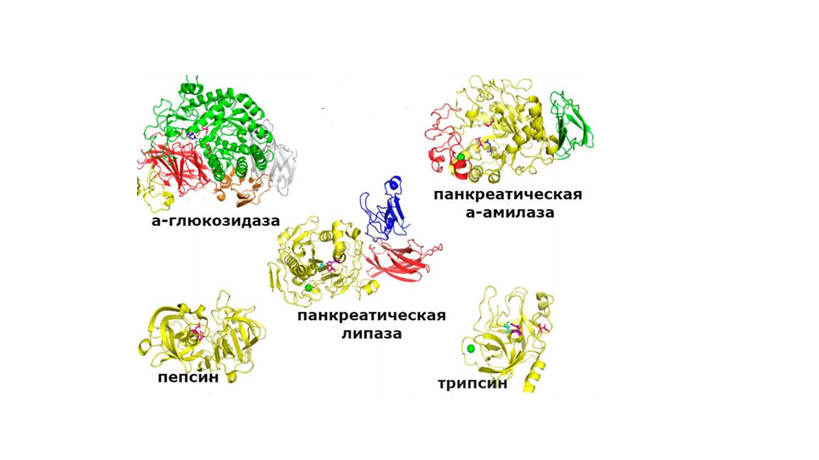 а-глюкозидаза
панкреатическая
а-амилаза
панкреатическая
липаза
пепсин
трипсин